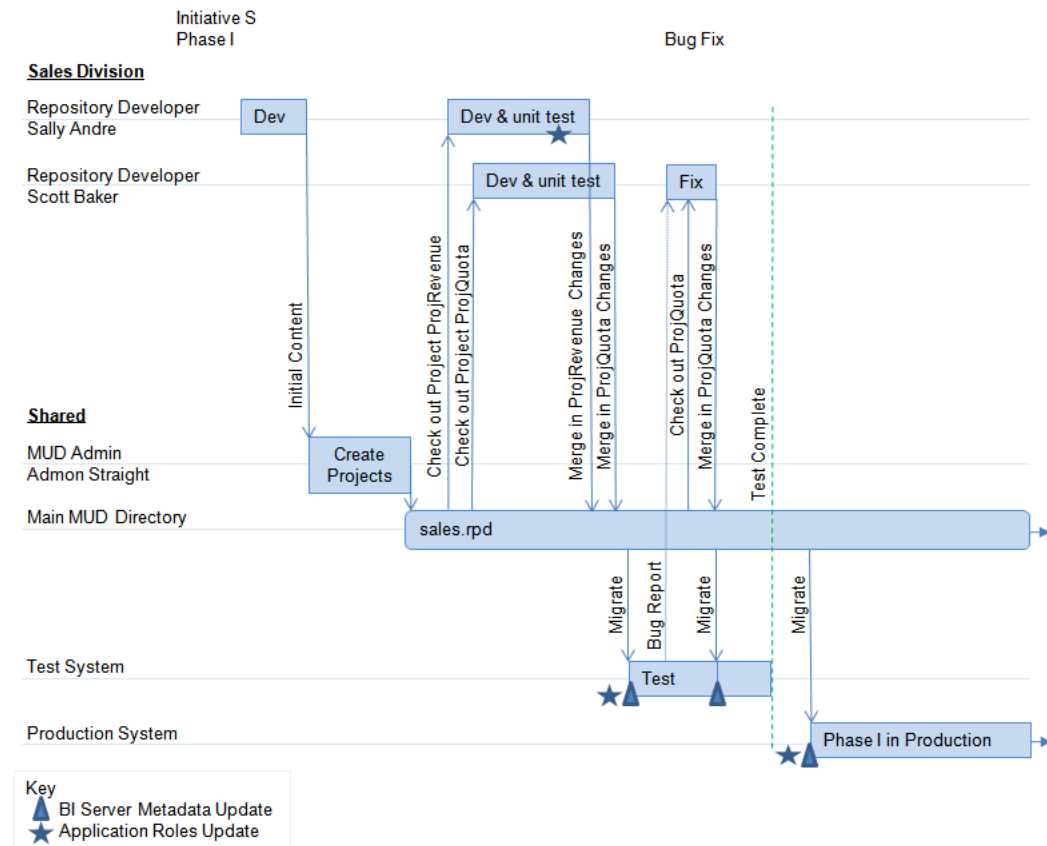 Initiative S
Phase I
Bug Fix
Sales Division
Repository Developer
Sally Andre
Dev
Dev & unit test
Repository Developer
Scott Baker
Dev & unit test
Fix
Initial Content
Check out Project ProjRevenue
Check out Project ProjQuota
Merge in ProjRevenue Changes
Merge in ProjQuota Changes
Check out ProjQuota
Merge in ProjQuota Changes
Test Complete
Shared
MUD Admin
Admon Straight
Create
Projects
Main MUD Directory
sales.rpd
Migrate
Bug Report
Migrate
Migrate
Test System
Test
Production System
Phase I in Production
Key
BI Server Metadata Update
Application Roles Update